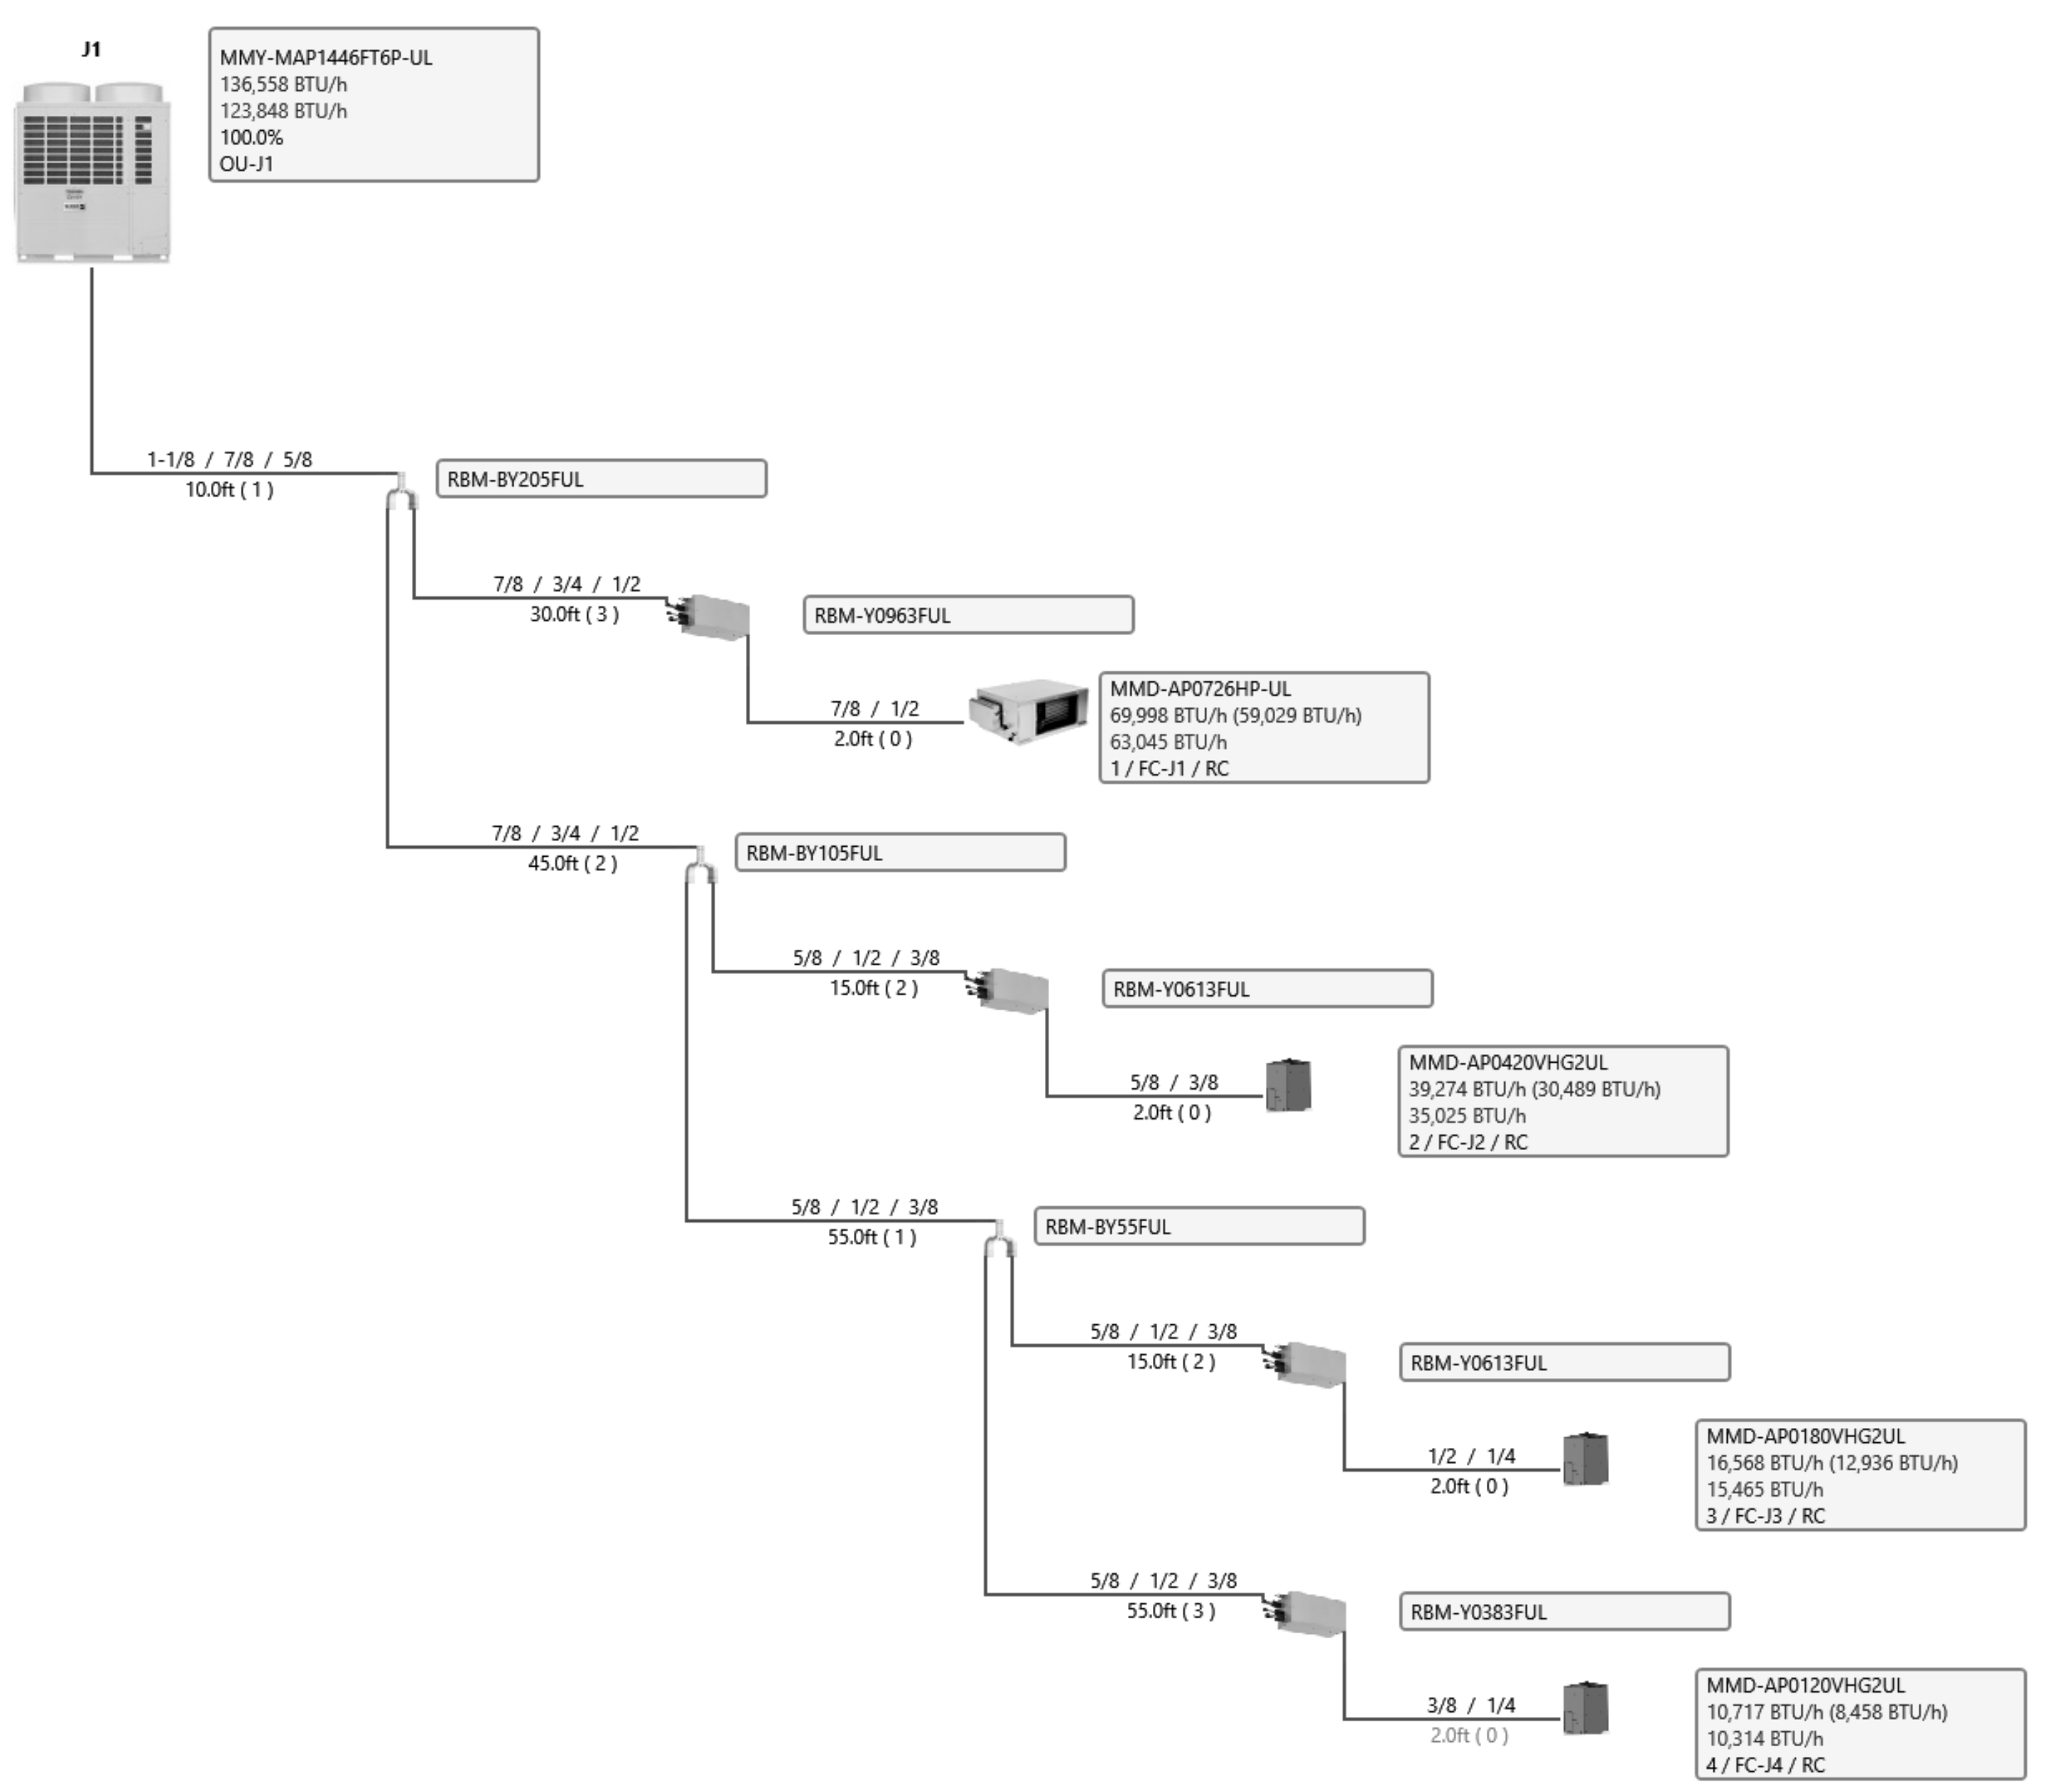 J1
MMY-MAP1446FT6P-UL
136,558 BTU/h
123,848 BTU/h
100.0%
OU-J1
1-1/8 / 7/8 / 5/8
10.0ft ( 1 )
RBM-BY205FUL
7/8 / 3/4 / 1/2
30.0ft ( 3 )
RBM-Y0963FUL
7/8 / 1/2
2.0ft ( 0 )
MMD-AP0726HP-UL
69,998 BTU/h (59,029 BTU/h)
63,045 BTU/h
1 / FC-J1 / RC
7/8 / 3/4 / 1/2
45.0ft ( 2 )
RBM-BY105FUL
5/8 / 1/2 / 3/8
15.0ft ( 2 )
RBM-Y0613FUL
5/8 / 3/8
2.0ft ( 0 )
MMD-AP0420VHG2UL
39,274 BTU/h (30,489 BTU/h)
35,025 BTU/h
2 / FC-J2 / RC
5/8 / 1/2 / 3/8
55.0ft ( 1 )
RBM-BY55FUL
5/8 / 1/2 / 3/8
15.0ft ( 2 )
RBM-Y0613FUL
1/2 / 1/4
2.0ft ( 0 )
MMD-AP0180VHG2UL
16,568 BTU/h (12,936 BTU/h)
15,465 BTU/h
3 / FC-J3 / RC
5/8 / 1/2 / 3/8
55.0ft ( 3 )
RBM-Y0383FUL
3/8 / 1/4
2.0ft ( 0 )
MMD-AP0120VHG2UL
10,717 BTU/h (8,458 BTU/h)
10,314 BTU/h
4 / FC-J4 / RC